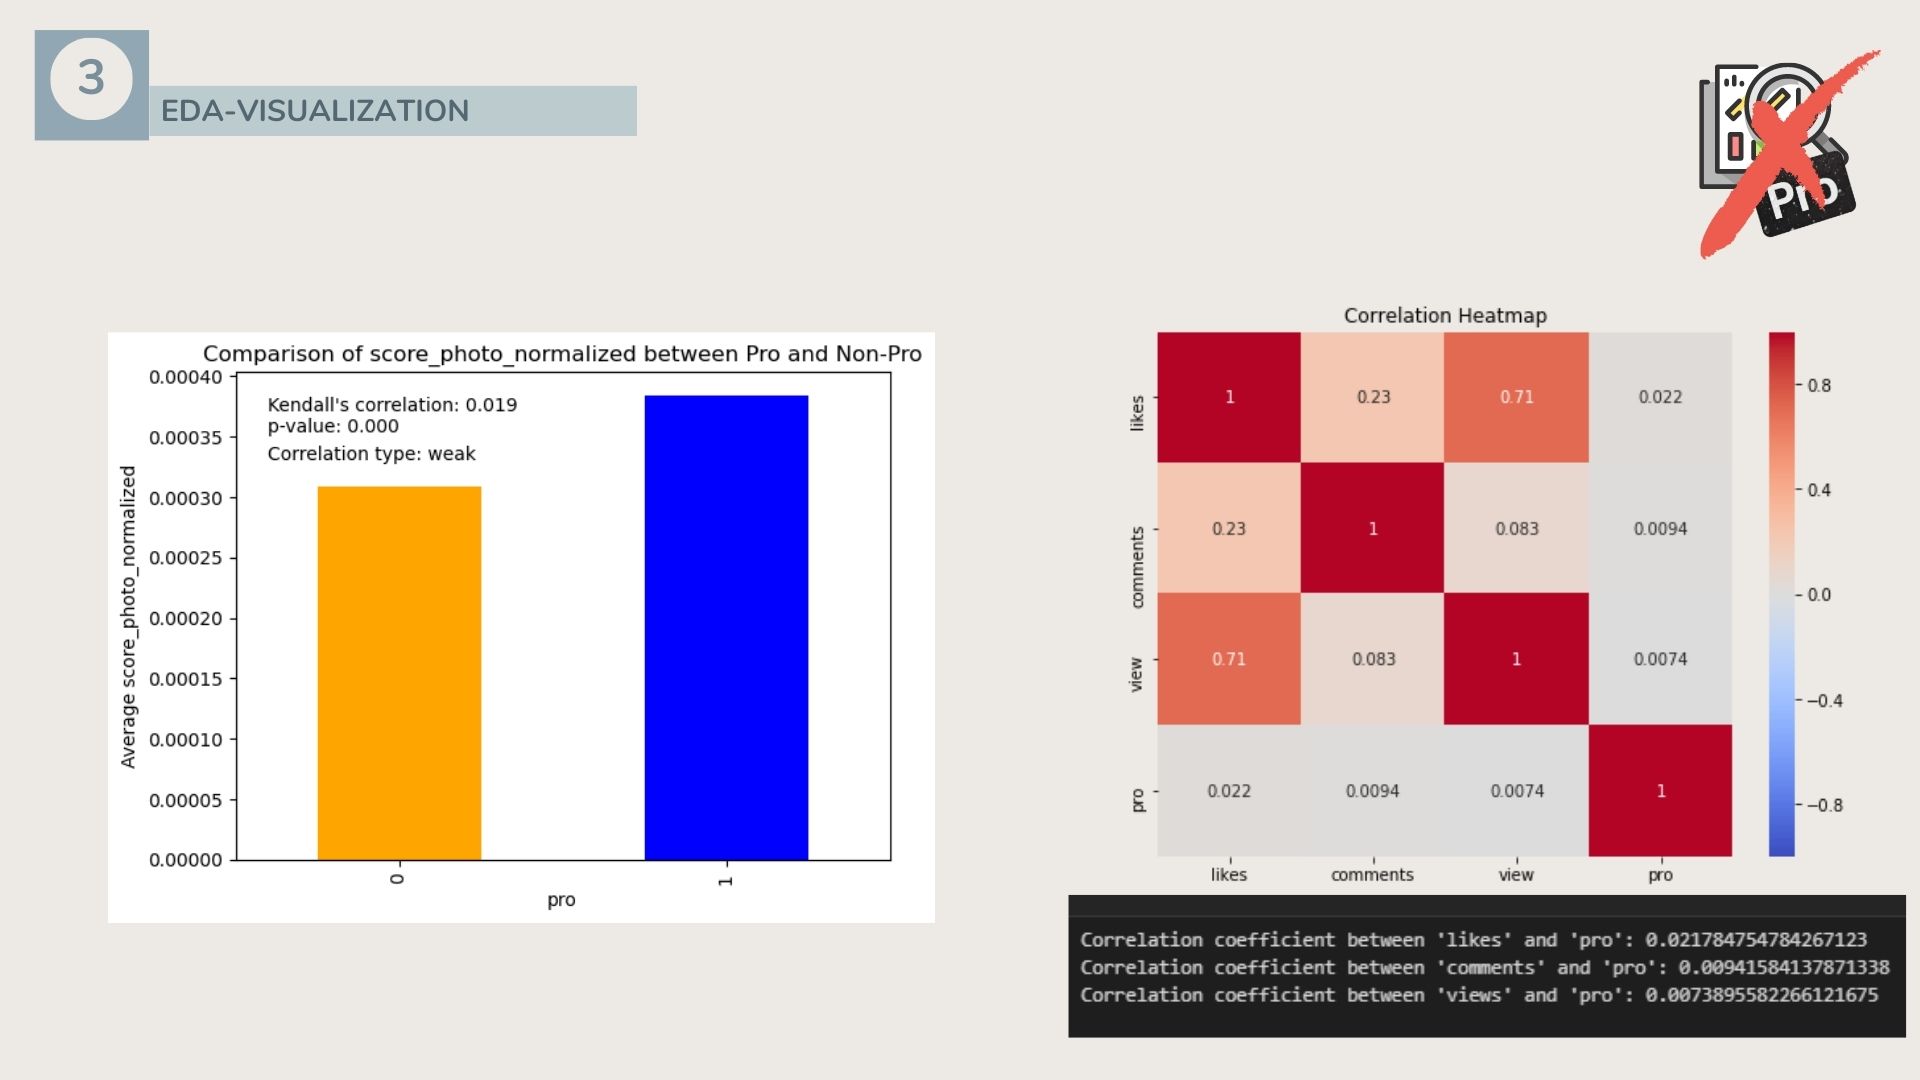 3
EDA-VISUALIZATION
Pro
Comparison of score_photo_normalized between Pro and Non-Pro
Kendall's correlation: 0.019
p-value: 0.000
Correlation type: weak
Average score_photo_normalized
0.00040
0.00035
0.00030
0.00025
0.00020
0.00015
0.00010
0.00005
0.00000
0 1
pro
Correlation Heatmap
likes 1 0.23 0.71 0.022
comments 0.23 1 0.083 0.0094
view 0.71 0.083 1 0.0074
pro 0.022 0.0094 0.0074 1
likes comments view pro
0.8
0.4
0.0
−0.4
−0.8
Correlation coefficient between 'likes' and 'pro': 0.021784754784267123
Correlation coefficient between 'comments' and 'pro': 0.00941584137871338
Correlation coefficient between 'views' and 'pro': 0.0073895582266121675